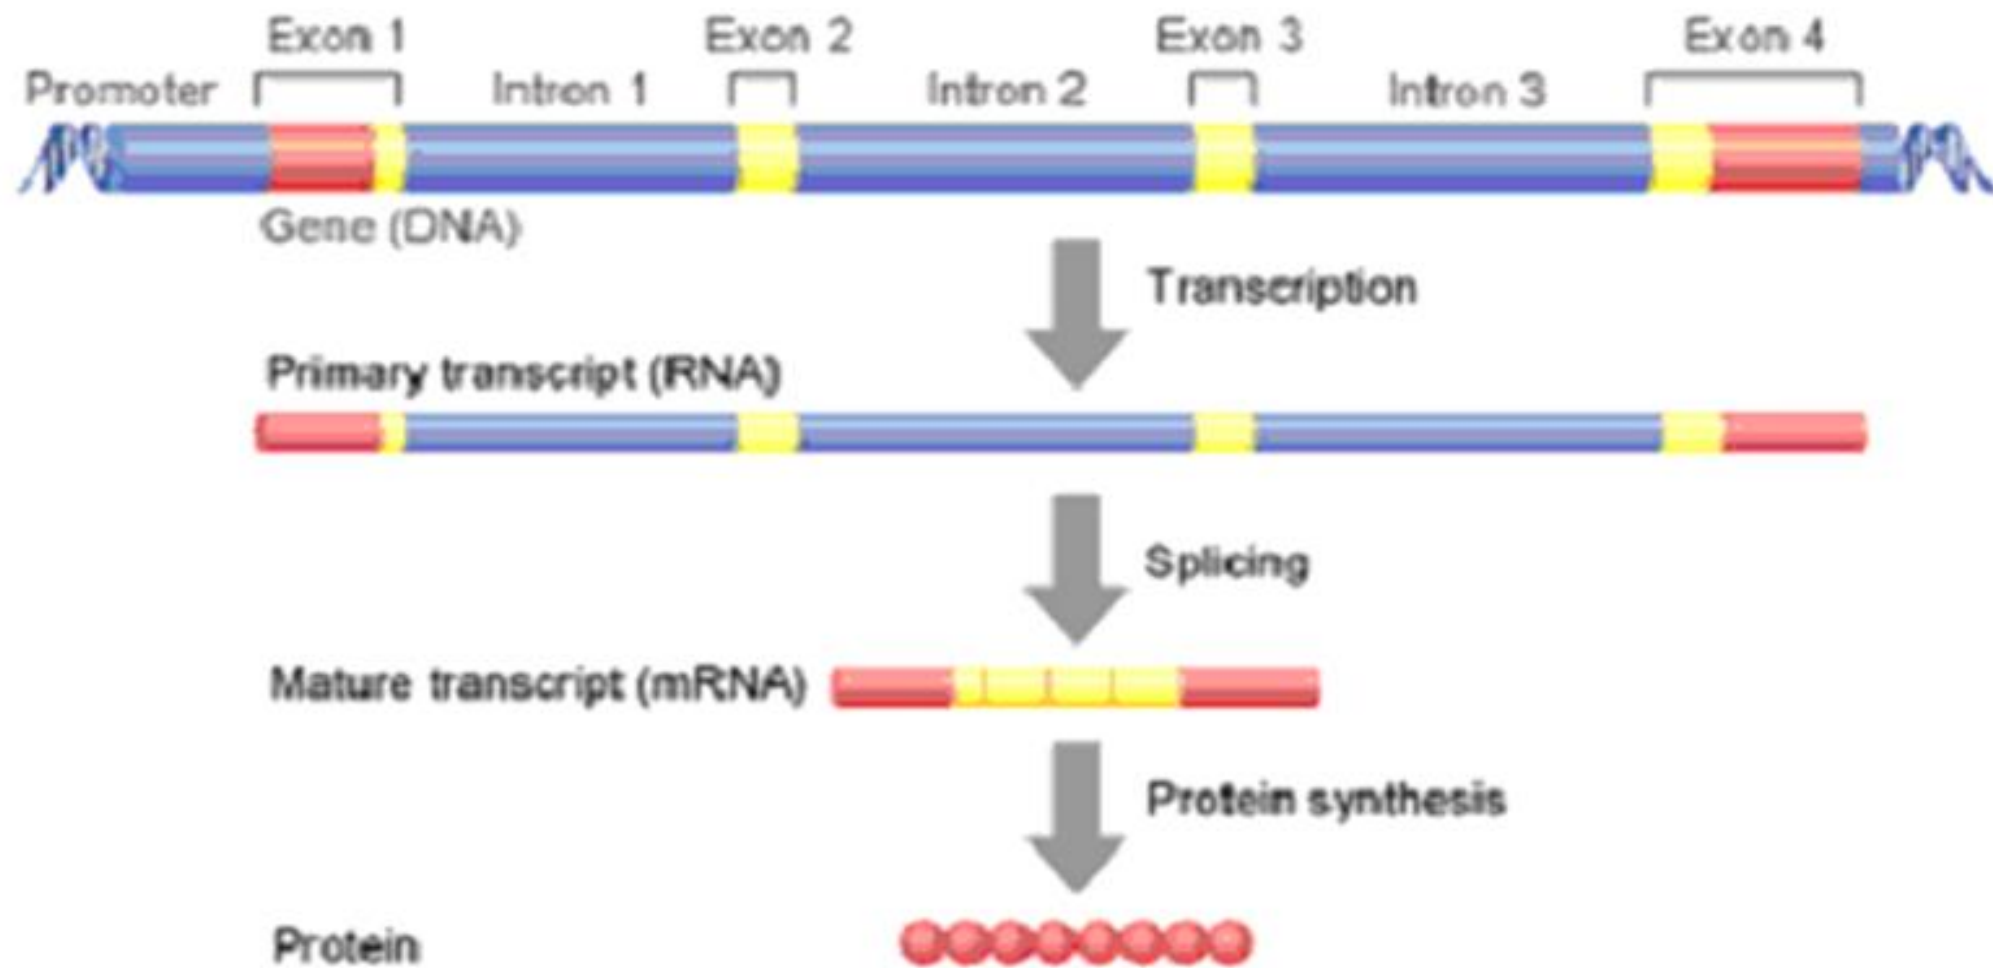 Exon 1 Exon 2 Exon 3 Exon 4
Promoter Intron 1 Intron 2 Intron 3
Gene (DNA)
Transcription
Primary transcript (RNA)
Splicing
Mature transcript (mRNA)
Protein synthesis
Protein